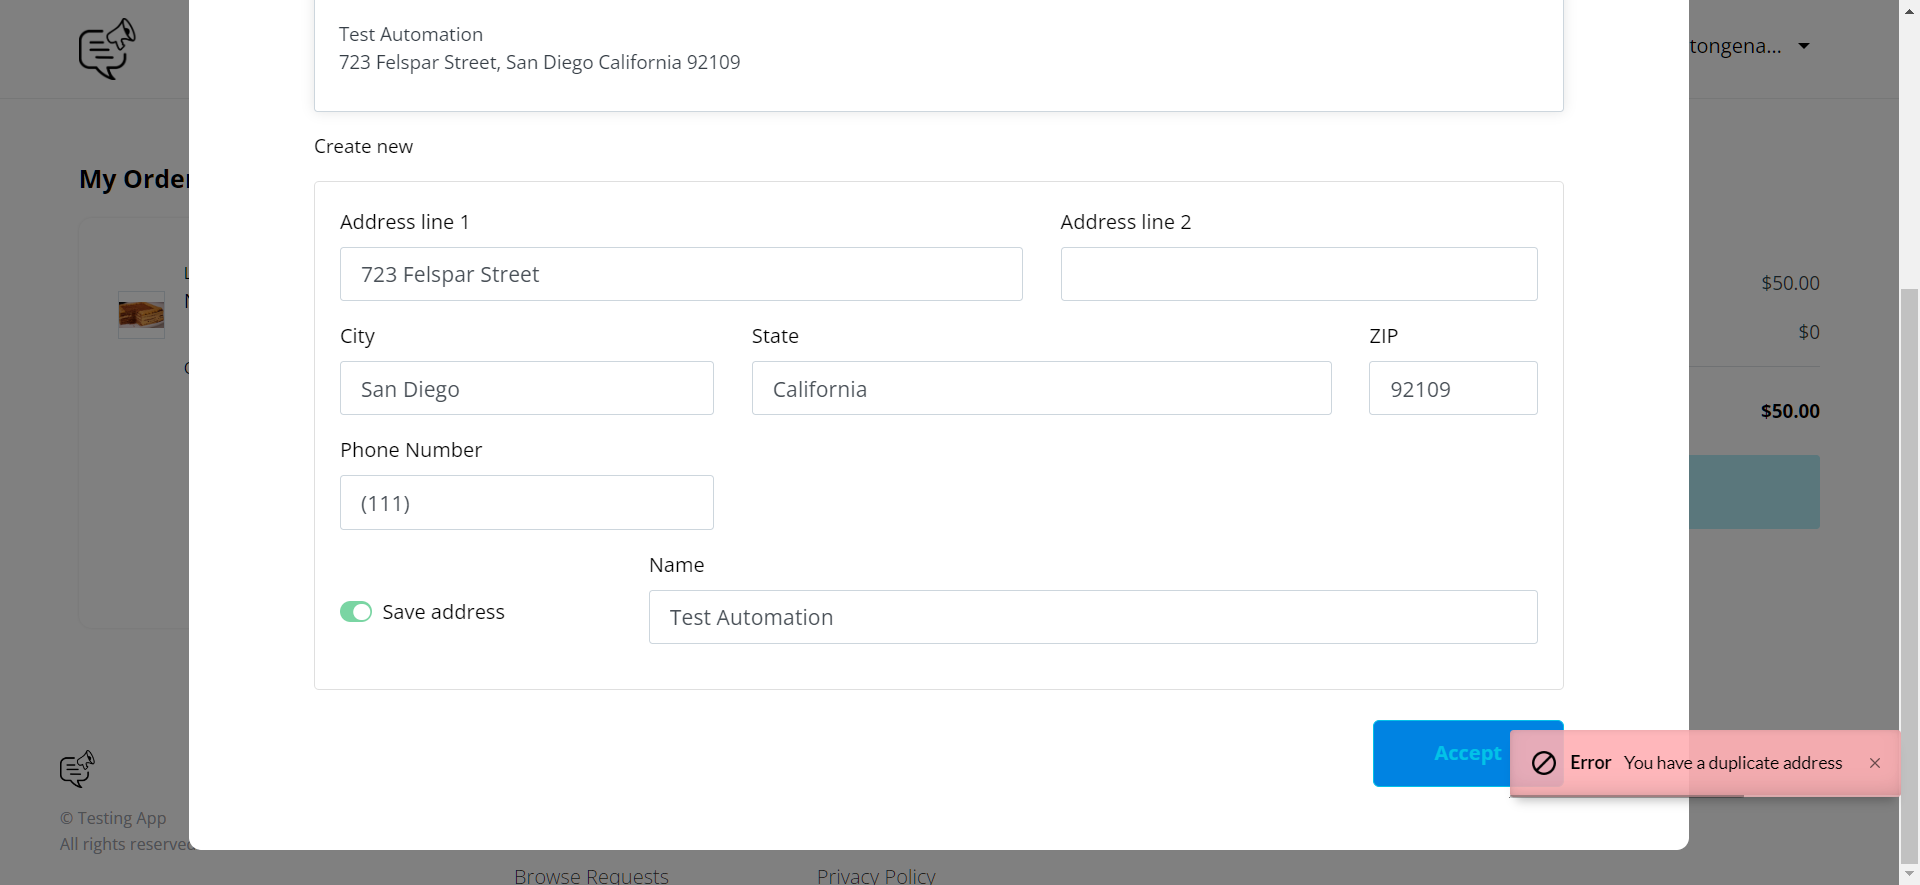 Test Automation
723 Felspar Street, San Diego California 92109
tongena...
Create new
My Order
Address line 1
Address line 2
723 Felspar Street
$50.00
City
State
ZIP
$0
San Diego
California
92109
$50.00
Phone Number
(111)
Name
Save address
Test Automation
Accept
Error You have a duplicate address
© Testing App
All rights reserved
Browse Requests
Privacy Policy